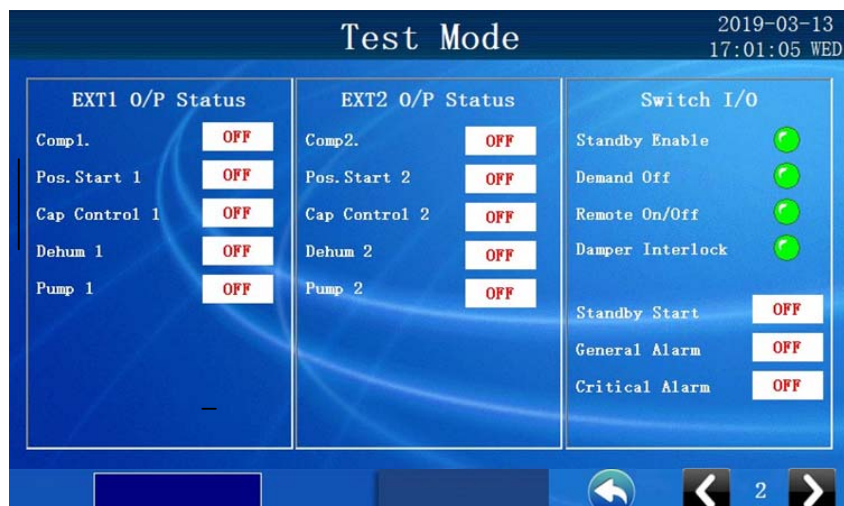 Test Mode
2019-03-13
17:01:05 WED
EXT1 O/P Status
Comp1. OFF
Pos.Start 1 OFF
Cap Control 1 OFF
Dehum 1 OFF
Pump 1 OFF
EXT2 O/P Status
Comp2. OFF
Pos.Start 2 OFF
Cap Control 2 OFF
Dehum 2 OFF
Pump 2 OFF
Switch I/O
Standby Enable
Demand Off
Remote On/Off
Damper Interlock
Standby Start OFF
General Alarm OFF
Critical Alarm OFF
2